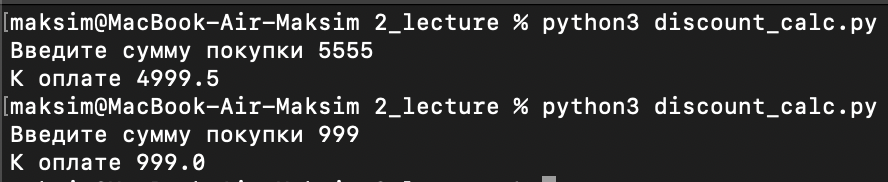 [maksim@MacBook-Air-Maksim 2_lecture % python3 discount_calc.py
Введите сумму покупки 5555
К оплате 4999.5
[maksim@MacBook-Air-Maksim 2_lecture % python3 discount_calc.py
Введите сумму покупки 999
К оплате 999.0